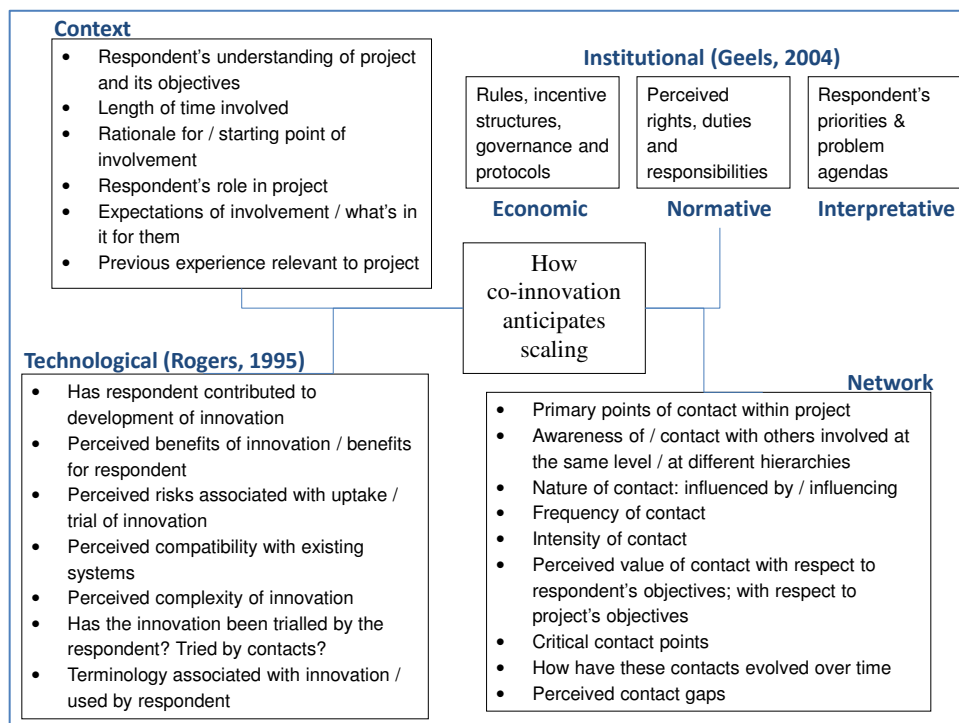 Context
• Respondent’s understanding of project
and its objectives
• Length of time involved
• Rationale for / starting point of
involvement
• Respondent’s role in project
• Expectations of involvement / what’s in
it for them
• Previous experience relevant to project
Institutional (Geels, 2004)
Rules, incentive
structures,
governance and
protocols
Economic
Perceived
rights, duties
and
responsibilities
Normative
Respondent’s
priorities &
problem
agendas
Interpretative
How
co-innovation
anticipates
scaling
Technological (Rogers, 1995)
• Has respondent contributed to
development of innovation
• Perceived benefits of innovation / benefits
for respondent
• Perceived risks associated with uptake /
trial of innovation
• Perceived compatibility with existing
systems
• Perceived complexity of innovation
• Has the innovation been trialled by the
respondent? Tried by contacts?
• Terminology associated with innovation /
used by respondent
Network
• Primary points of contact within project
• Awareness of / contact with others involved at
the same level / at different hierarchies
• Nature of contact: influenced by / influencing
• Frequency of contact
• Intensity of contact
• Perceived value of contact with respect to
respondent’s objectives; with respect to
project’s objectives
• Critical contact points
• How have these contacts evolved over time
• Perceived contact gaps